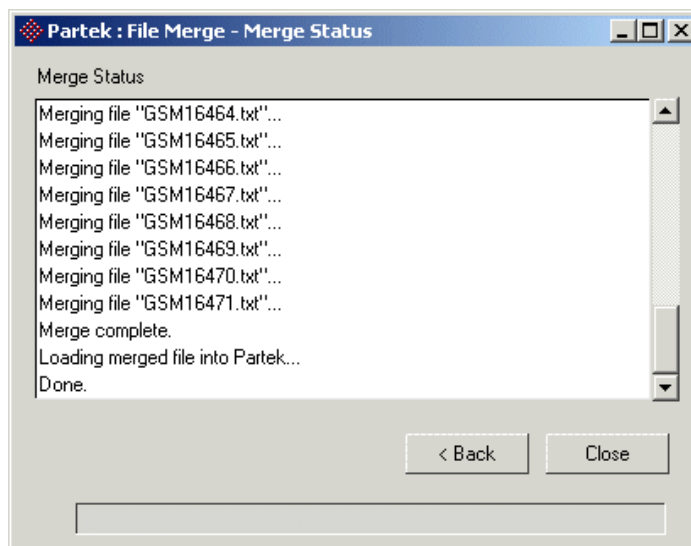 Partek : File Merge - Merge Status
Merge Status
Merging file "GSM16464.txt"...
Merging file "GSM16465.txt"...
Merging file "GSM16466.txt"...
Merging file "GSM16467.txt"...
Merging file "GSM16468.txt"...
Merging file "GSM16469.txt"...
Merging file "GSM16470.txt"...
Merging file "GSM16471.txt"...
Merge complete.
Loading merged file into Partek...
Done.
< Back Close